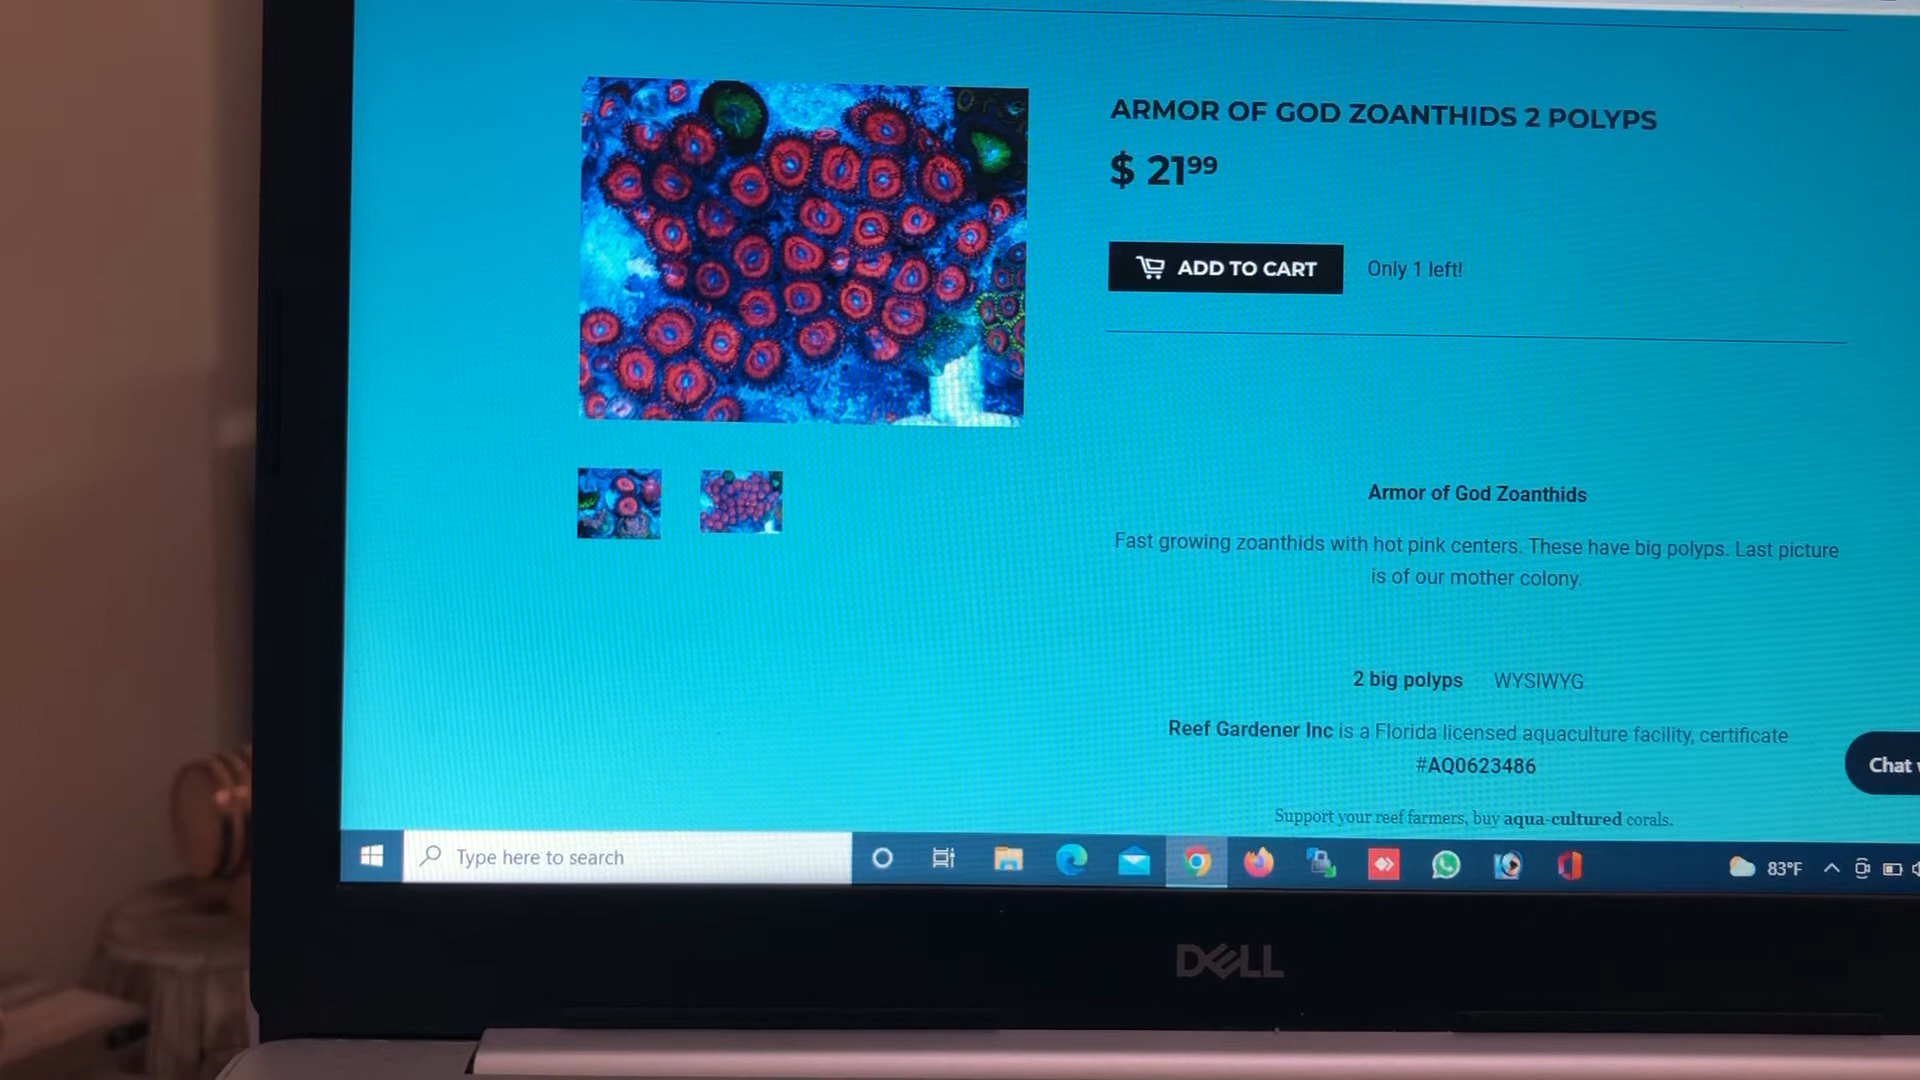 ARMOR OF GOD ZOANTHIDS 2 POLYPS
$ 21⁹⁹
ADD TO CART
Only 1 left!
Armor of God Zoanthids
Fast growing zoanthids with hot pink centers. These have big polyps. Last picture
is of our mother colony.
2 big polyps WYSIWYG
Reef Gardener Inc is a Florida licensed aquaculture facility, certificate
#AQ0623486
Chat
Support your reef farmers, buy aqua-cultured corals.
Type here to search
83°F
DELL